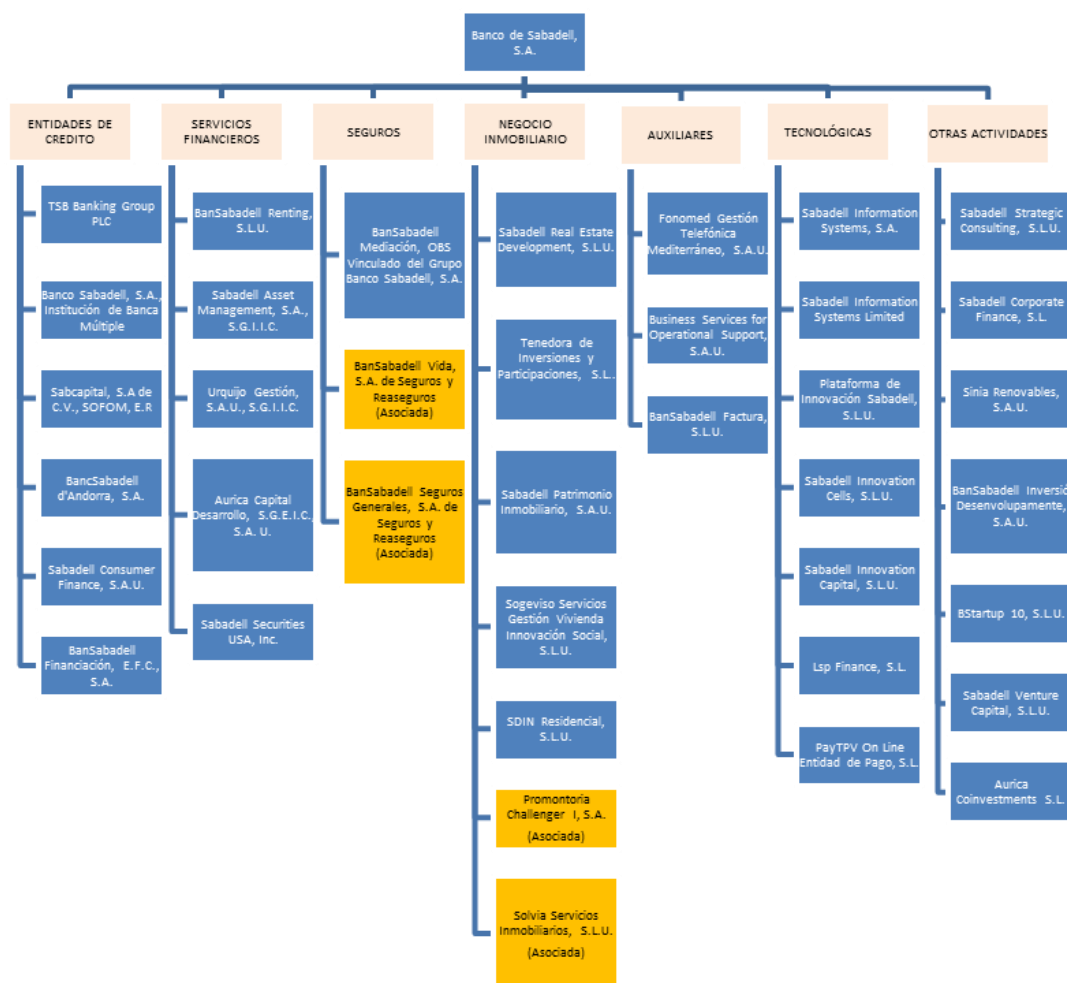 Banco de Sabadell,
S.A.
ENTIDADES DE
CREDITO
TSB Banking Group
PLC
Banco Sabadell, S.A.,
Institución de Banca
Múltiple
Sabcapital, S.A de
C.V., SOFOM, E.R
BancSabadell
d'Andorra, S.A.
Sabadell Consumer
Finance, S.A.U.
BanSabadell
Financiación, E.F.C.,
S.A.
SERVICIOS
FINANCIEROS
BanSabadell Renting,
S.L.U.
Sabadell Asset
Management, S.A.,
S.G.I.I.C.
Urquijo Gestión,
S.A.U., S.G.I.I.C.
Aurica Capital
Desarrollo, S.G.E.I.C.,
S.A. U.
Sabadell Securities
USA, Inc.
SEGUROS
BanSabadell
Mediación, OBS
Vinculado del Grupo
Banco Sabadell, S.A.
BanSabadell Vida,
S.A. de Seguros y
Reaseguros
(Asociada)
BanSabadell Seguros
Generales, S.A. de
Seguros y
Reaseguros
(Asociada)
NEGOCIO
INMOBILIARIO
Sabadell Real Estate
Development, S.L.U.
Tenedora de
Inversiones y
Participaciones, S.L.
Sabadell Patrimonio
Inmobiliario, S.A.U.
Sogeviso Servicios
Gestión Vivienda
Innovación Social,
S.L.U.
SDIN Residencial,
S.L.U.
Promontoria
Challenger I, S.A.
(Asociada)
Solvia Servicios
Inmobiliarios, S.L.U.
(Asociada)
AUXILIARES
Fonomed Gestión
Telefónica
Mediterráneo, S.A.U.
Business Services for
Operational Support,
S.A.U.
BanSabadell Factura,
S.L.U.
TECNOLÓGICAS
Sabadell Information
Systems, S.A.
Sabadell Information
Systems Limited
Plataforma de
Innovación Sabadell,
S.L.U.
Sabadell Innovation
Cells, S.L.U.
Sabadell Innovation
Capital, S.L.U.
Lsp Finance, S.L.
PayTPV On Line
Entidad de Pago, S.L.
OTRAS ACTIVIDADES
Sabadell Strategic
Consulting, S.L.U.
Sabadell Corporate
Finance, S.L.
Sinia Renovables,
S.A.U.
BanSabadell Inversió
Desenvolupamente,
S.A.U.
BStartup 10, S.L.U.
Sabadell Venture
Capital, S.L.U.
Aurica
Coinvestments S.L.